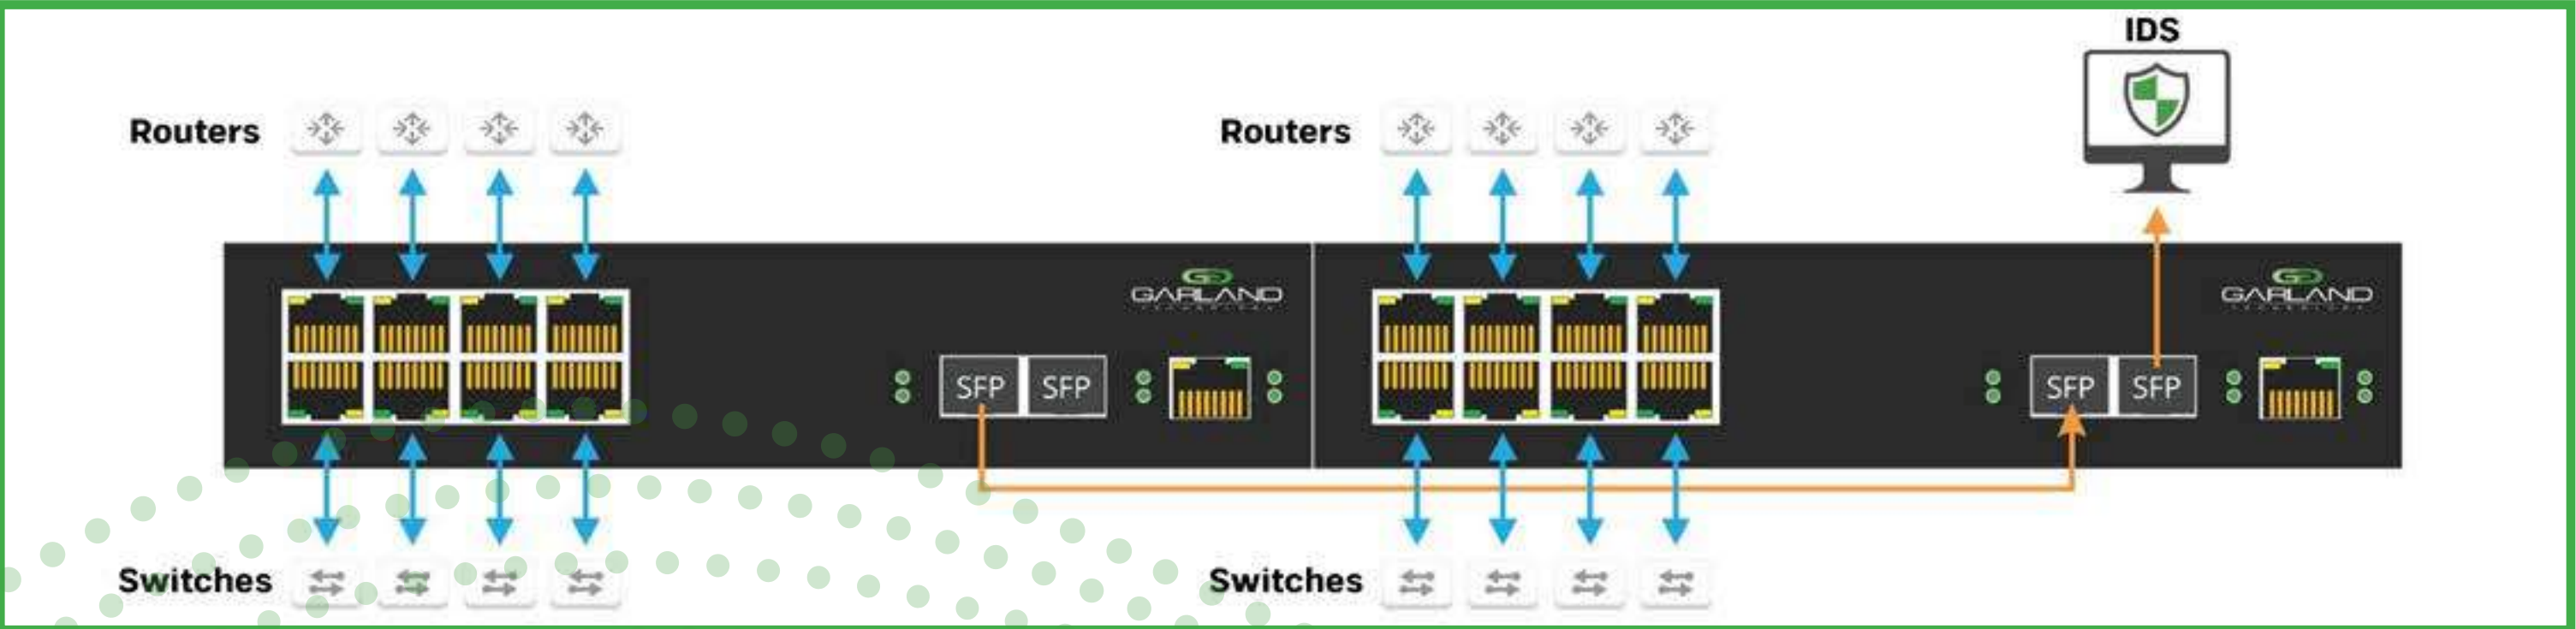 IDS
Routers
Routers
GARLAND
GARLAND
SFP SFP
SFP SFP
Switches
Switches